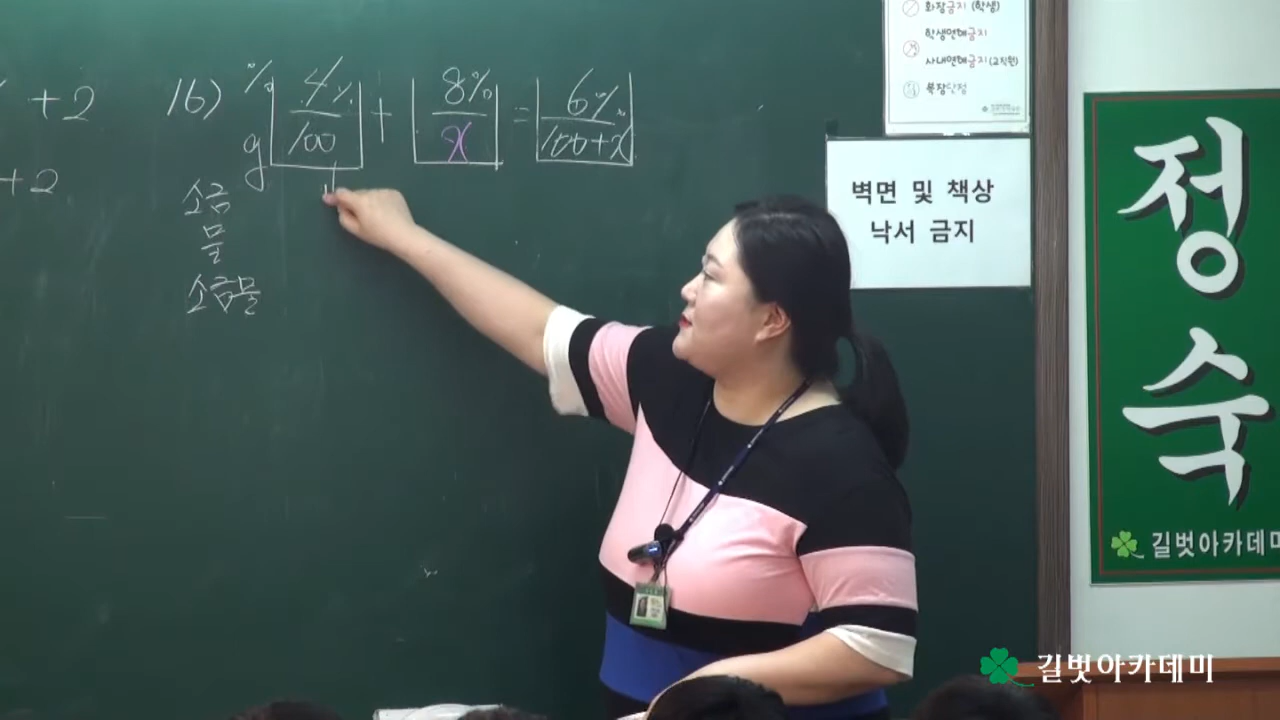 +2
+2
16) % 4% + 8% = 6%
g 100 x 100+x
소금
물
소금물
화장금지 (학생)
학생연애금지
사내연애금지 (교직원)
복장단정
벽면 및 책상
낙서 금지
정숙
길벗아카데미
길벗아카데미